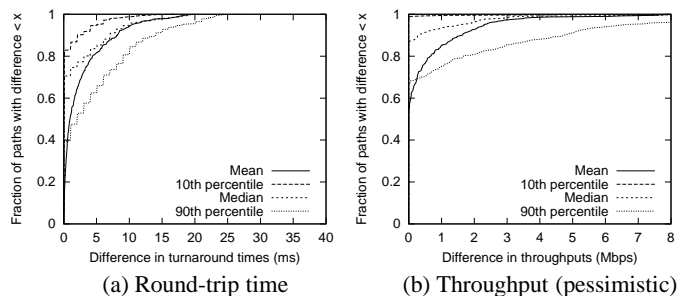 Fraction of paths with difference < x
1
0.8
0.6
0.4
0.2
0
Mean
10th percentile
Median
90th percentile
0 5 10 15 20 25 30 35 40
Difference in turnaround times (ms)
(a) Round-trip time
Fraction of paths with difference < x
1
0.8
0.6
0.4
0.2
0
Mean
10th percentile
Median
90th percentile
0 1 2 3 4 5 6 7 8
Difference in throughputs (Mbps)
(b) Throughput (pessimistic)